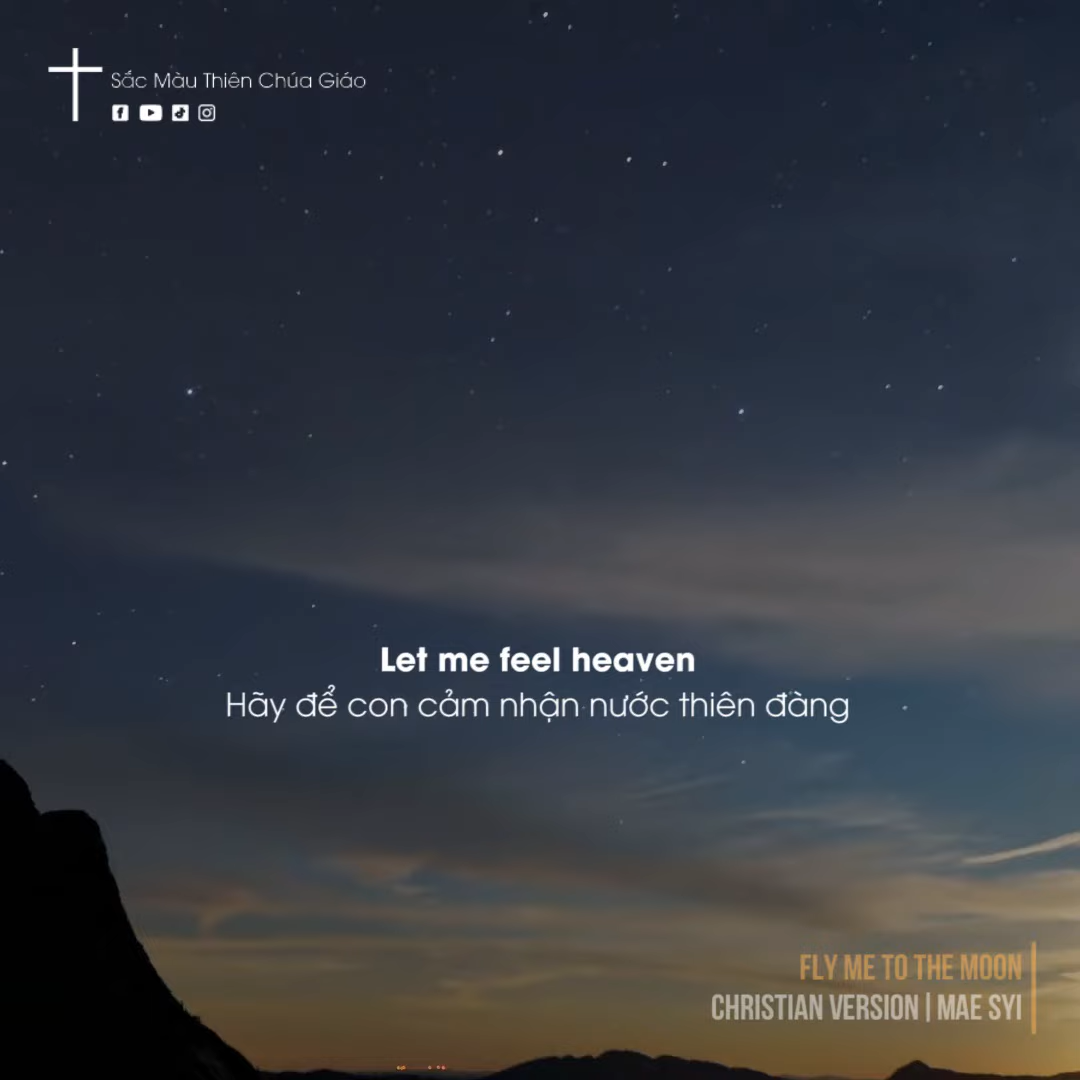 Sắc Màu Thiên Chúa Giáo
Let me feel heaven
Hãy để con cảm nhận nước thiên đàng
FLY ME TO THE MOON
CHRISTIAN VERSION | MAE SYI